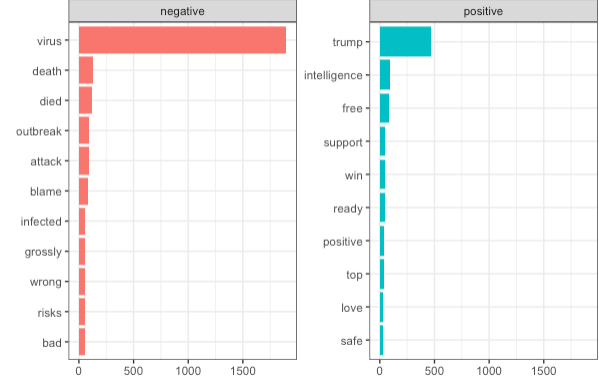 negative
virus
death
died
outbreak
attack
blame
infected
grossly
wrong
risks
bad
0 500 1000 1500
positive
trump
intelligence
free
support
win
ready
positive
top
love
safe
0 500 1000 1500